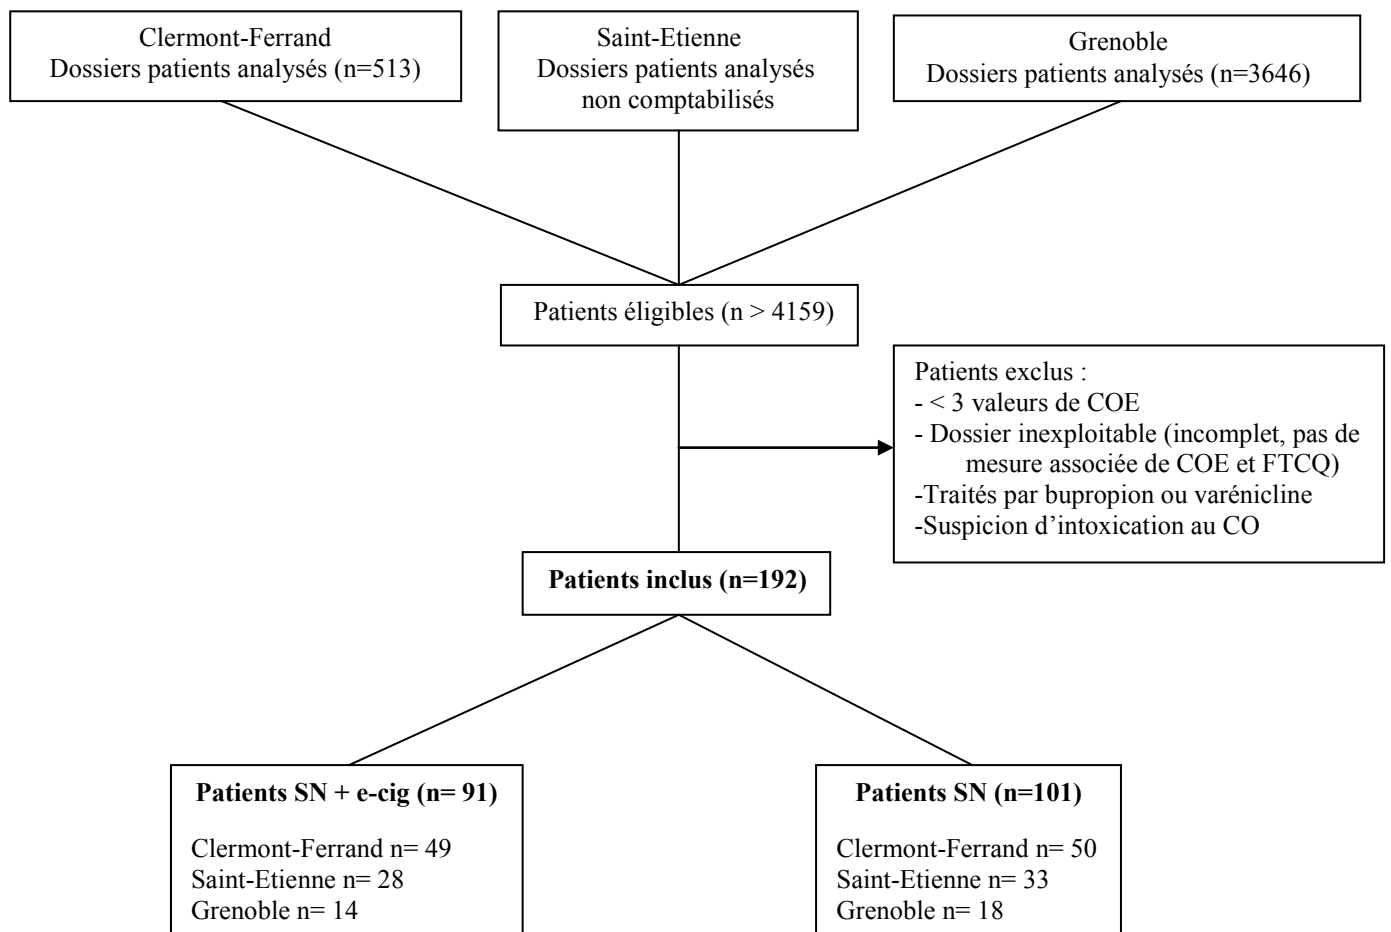 Clermont-Ferrand
Dossiers patients analysés (n=513)
Saint-Etienne
Dossiers patients analysés
non comptabilisés
Grenoble
Dossiers patients analysés (n=3646)
Patients éligibles (n > 4159)
Patients exclus :
- < 3 valeurs de COE
- Dossier inexploitable (incomplet, pas de
mesure associée de COE et FTCQ)
-Traités par bupropion ou varénicline
-Suspicion d’intoxication au CO
Patients inclus (n=192)
Patients SN + e-cig (n= 91)
Clermont-Ferrand n= 49
Saint-Etienne n= 28
Grenoble n= 14
Patients SN (n=101)
Clermont-Ferrand n= 50
Saint-Etienne n= 33
Grenoble n= 18